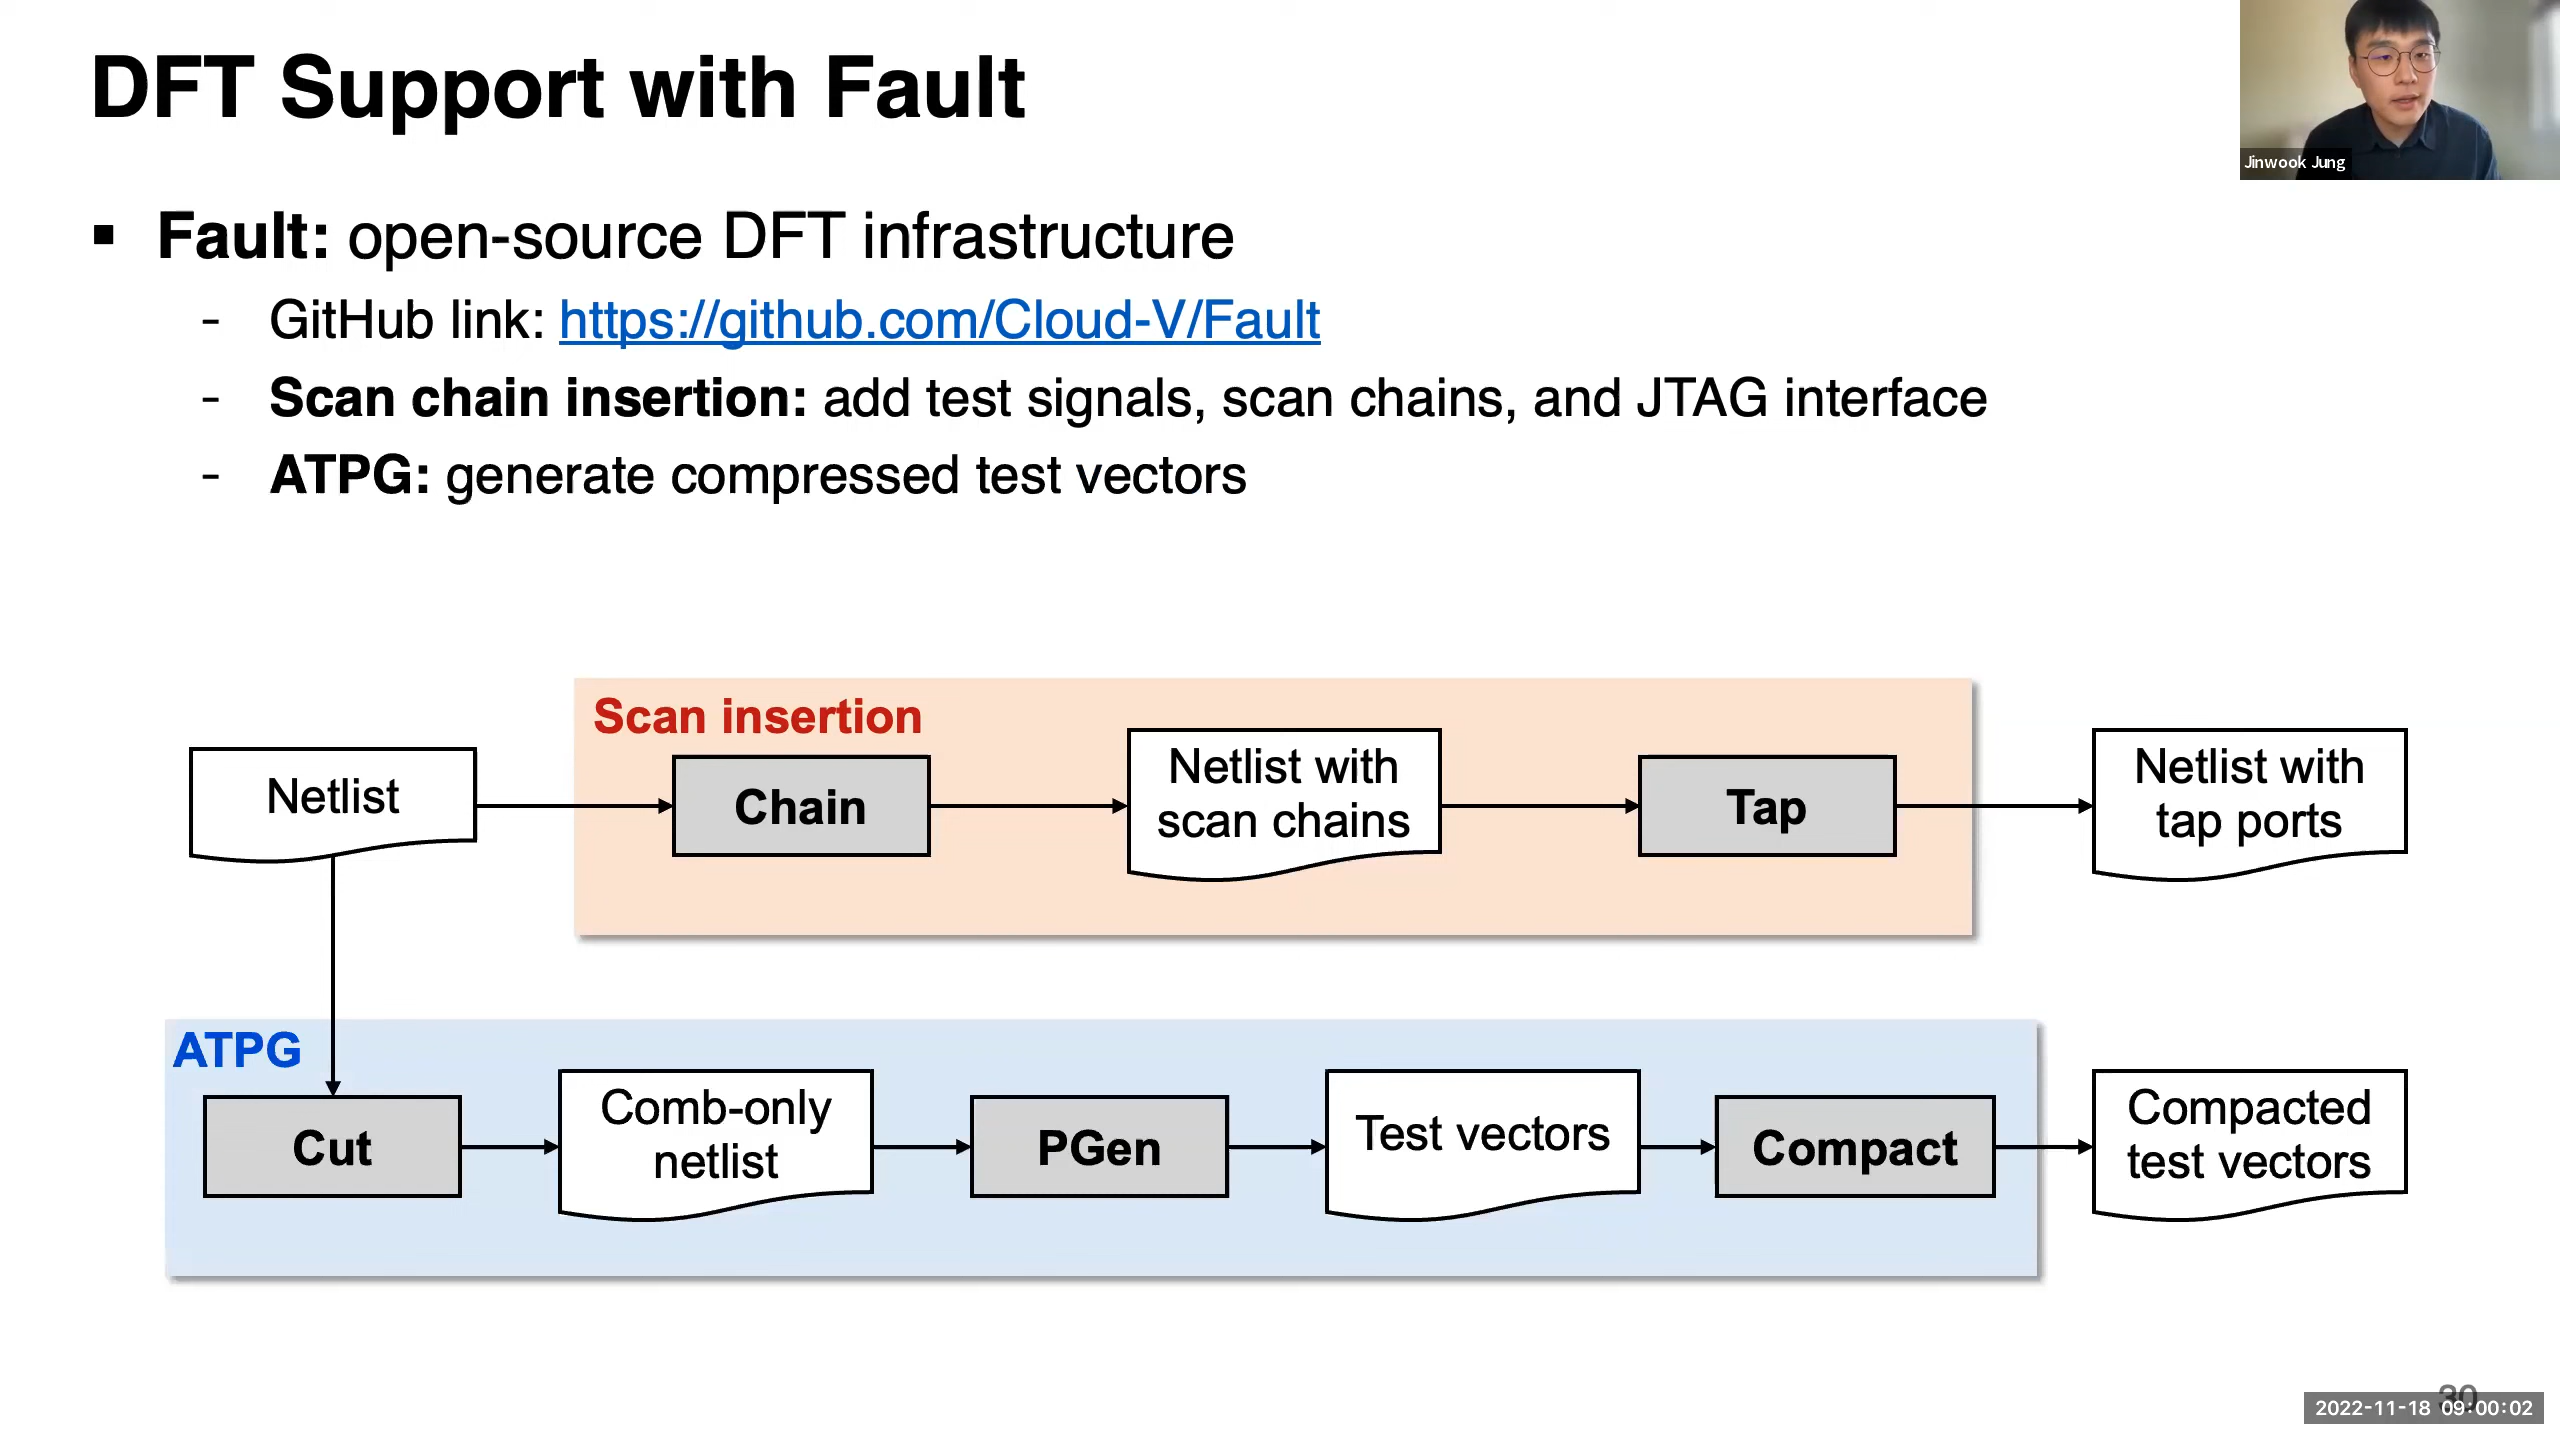 DFT Support with Fault
Jinwook Jung
▪ Fault: open-source DFT infrastructure
- GitHub link: https://github.com/Cloud-V/Fault
- Scan chain insertion: add test signals, scan chains, and JTAG interface
- ATPG: generate compressed test vectors
Scan insertion
Netlist
Chain
Netlist with
scan chains
Tap
Netlist with
tap ports
ATPG
Cut
Comb-only
netlist
PGen
Test vectors
Compact
Compacted
test vectors
30
2022-11-18 09:00:02